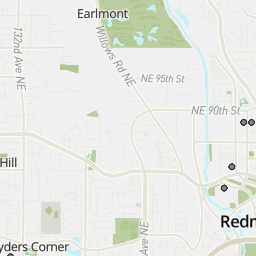 Earlmont
132nd Ave NE
Willows Rd NE
NE 95th St
NE 90th St
Hill
Redm
yders Corner
Ave NE